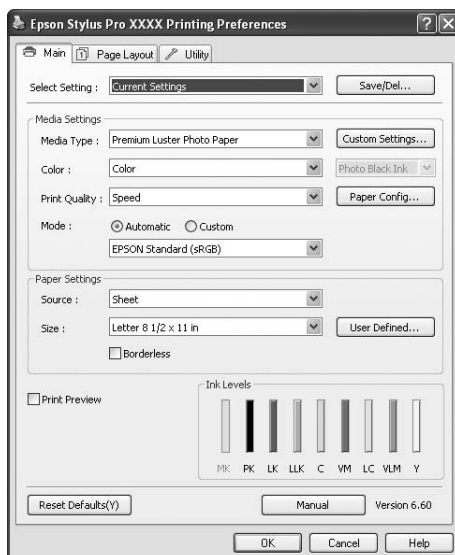 Epson Stylus Pro XXXX Printing Preferences
Main Page Layout Utility
Select Setting : Current Settings Save/Del...
Media Settings
Media Type : Premium Luster Photo Paper Custom Settings...
Color : Color Photo Black Ink
Print Quality : Speed Paper Config...
Mode : Automatic Custom
EPSON Standard (sRGB)
Paper Settings
Source : Sheet
Size : Letter 8 1/2 x 11 in User Defined...
Borderless
Print Preview
Ink Levels
MK PK LK LLK C VM LC VLM Y
Reset Defaults(Y) Manual Version 6.60
OK Cancel Help